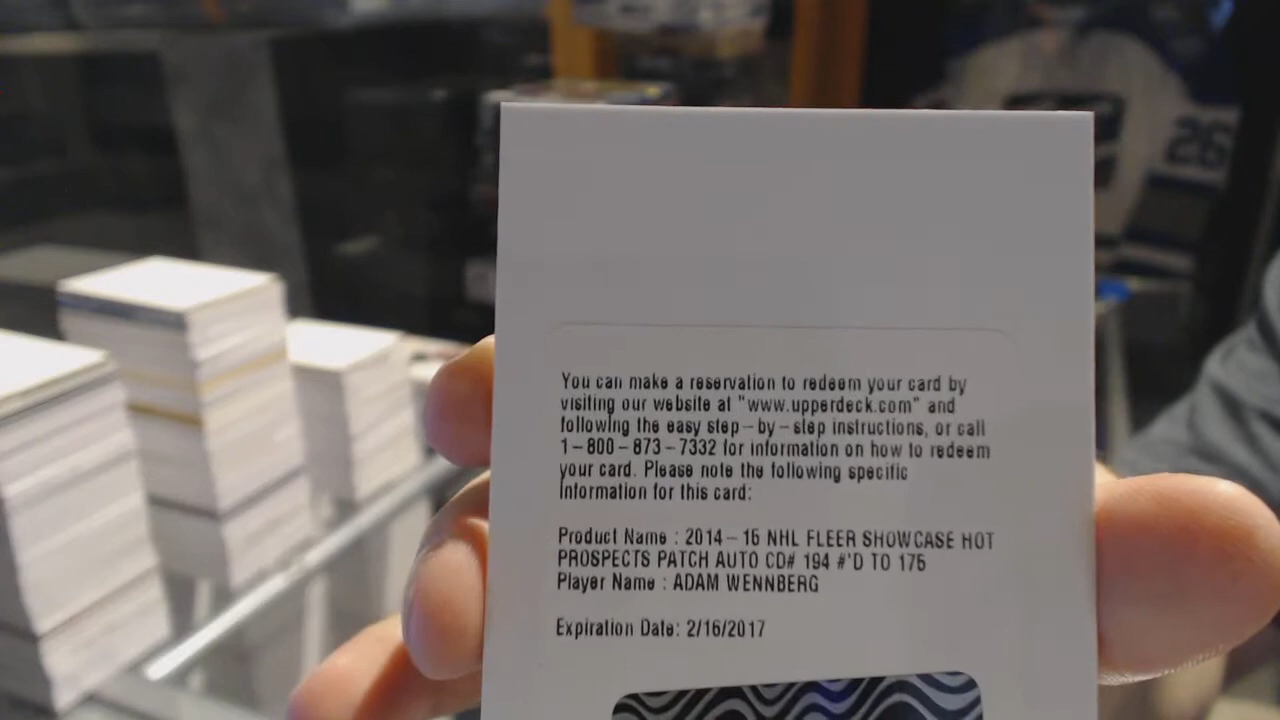 You can make a reservation to redeem your card by
visiting our website at "www.upperdeck.com" and
following the easy step-by-step instructions, or call
1-800-873-7332 for information on how to redeem
your card. Please note the following specific
Information for this card:
Product Name : 2014-15 NHL FLEER SHOWCASE HOT
PROSPECTS PATCH AUTO CD# 194 #'D TO 175
Player Name : ADAM WENNBERG
Expiration Date: 2/16/2017
26